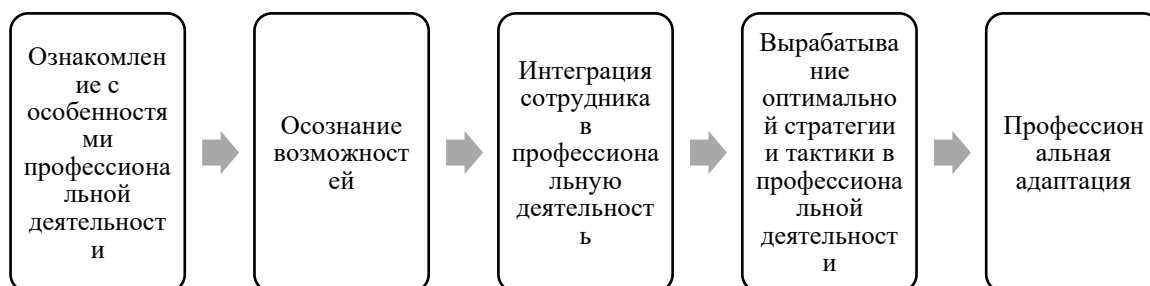 Ознакомлен
ие с
особенностя
ми
профессиона
льной
деятельност
и
Осознание
возможност
ей
Интеграция
сотрудника
в
профессиона
льную
деятельност
ь
Вырабатыва
ние
оптимально
й стратегии
и тактики в
профессиона
льной
деятельност
и
Профессион
альная
адаптация